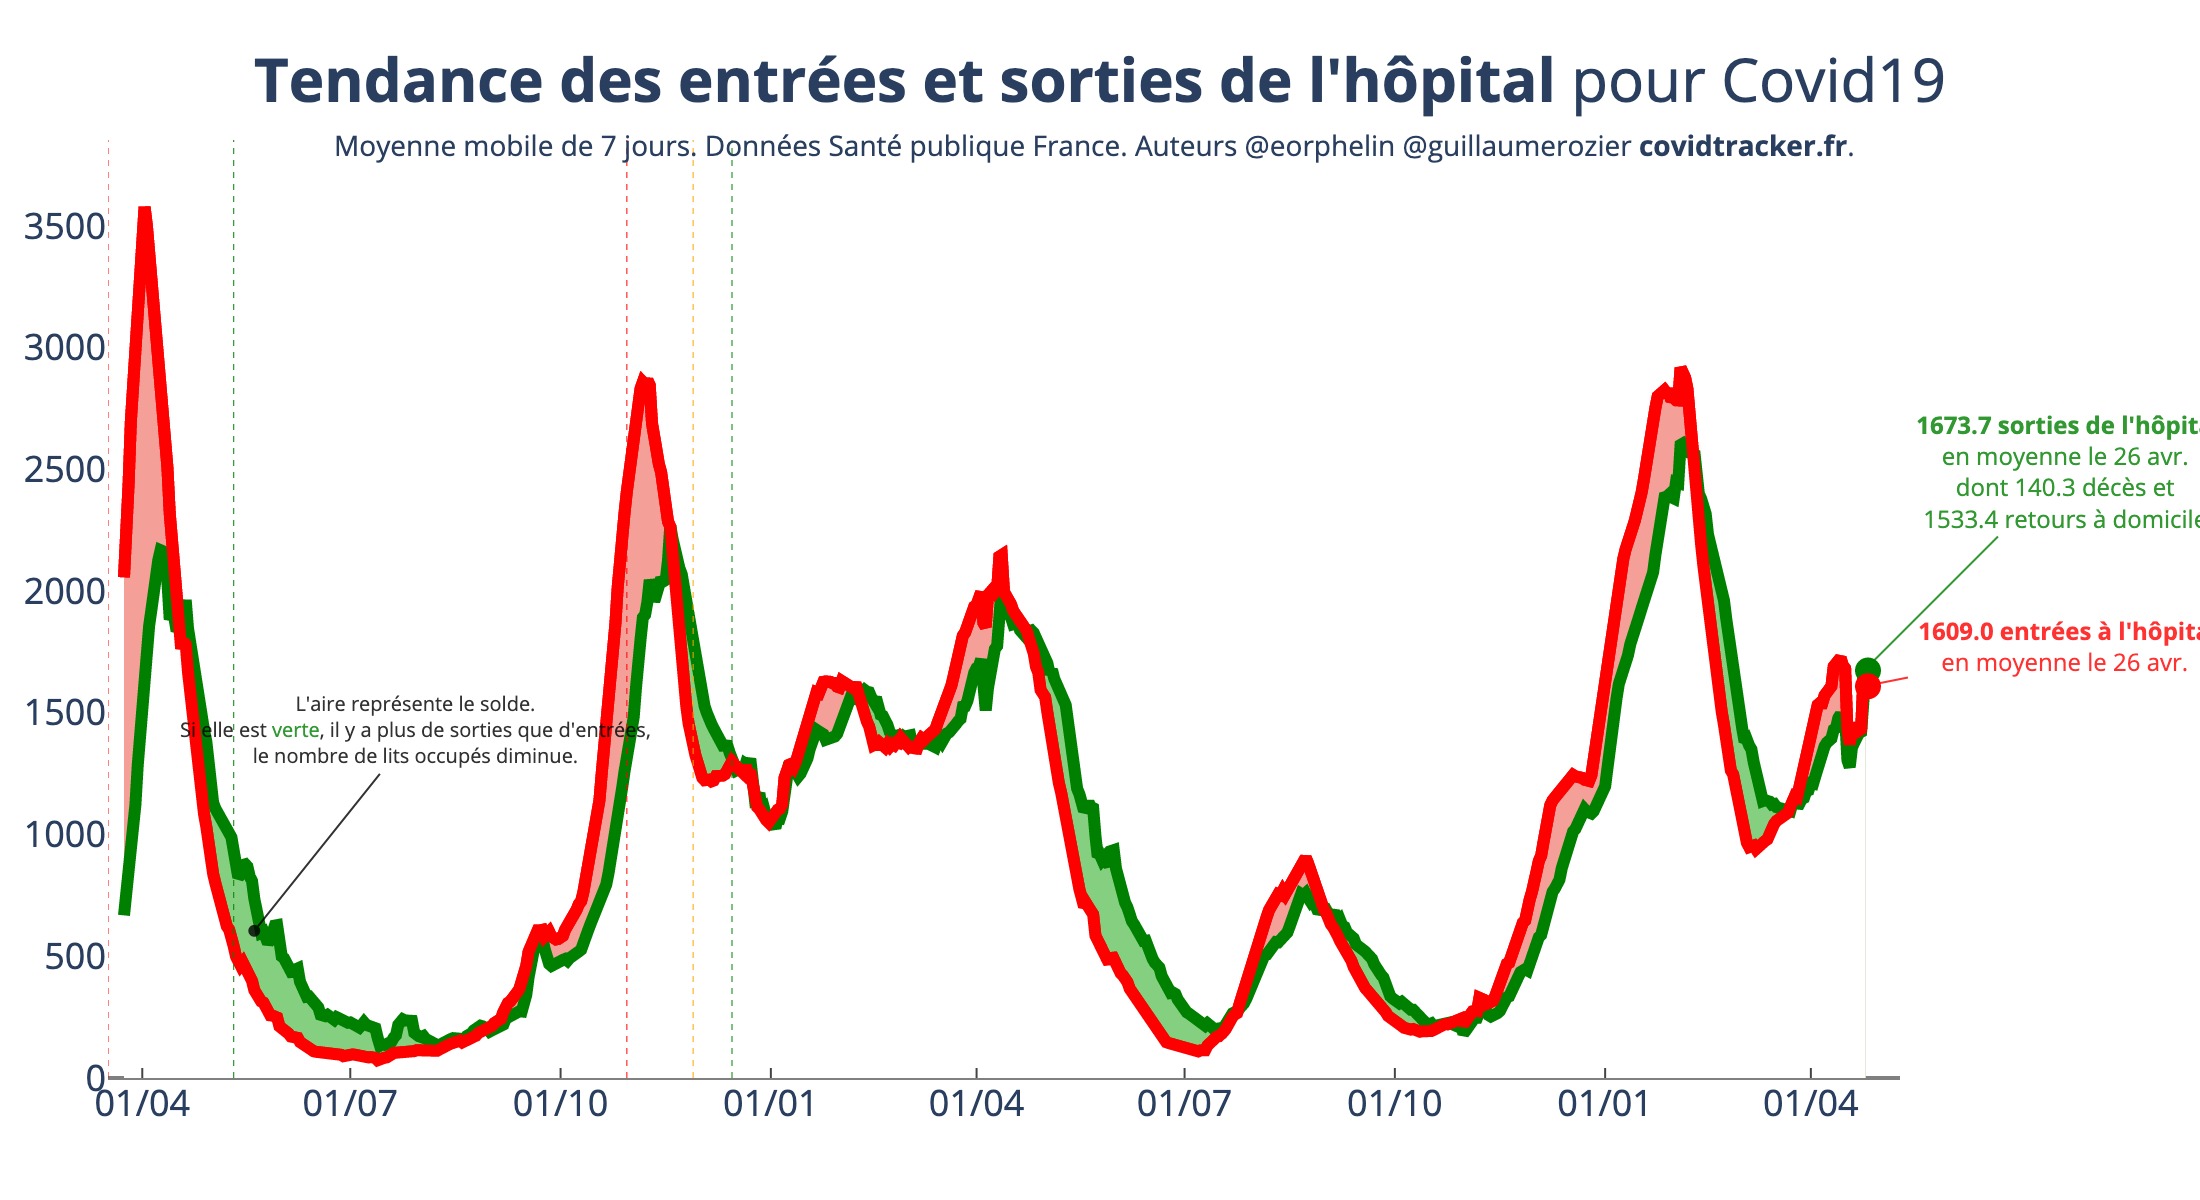 Tendance des entrées et sorties de l'hôpital pour Covid19
Moyenne mobile de 7 jours. Données Santé publique France. Auteurs @eorphelin @guillaumerozier covidtracker.fr.
3500
3000
2500
2000
1500
1000
500
0
1673.7 sorties de l'hôpita
en moyenne le 26 avr.
dont 140.3 décès et
1533.4 retours à domicile
1609.0 entrées à l'hôpita
en moyenne le 26 avr.
L'aire représente le solde.
Si elle est verte, il y a plus de sorties que d'entrées,
le nombre de lits occupés diminue.
01/04
01/07
01/10
01/01
01/04
01/07
01/10
01/01
01/04